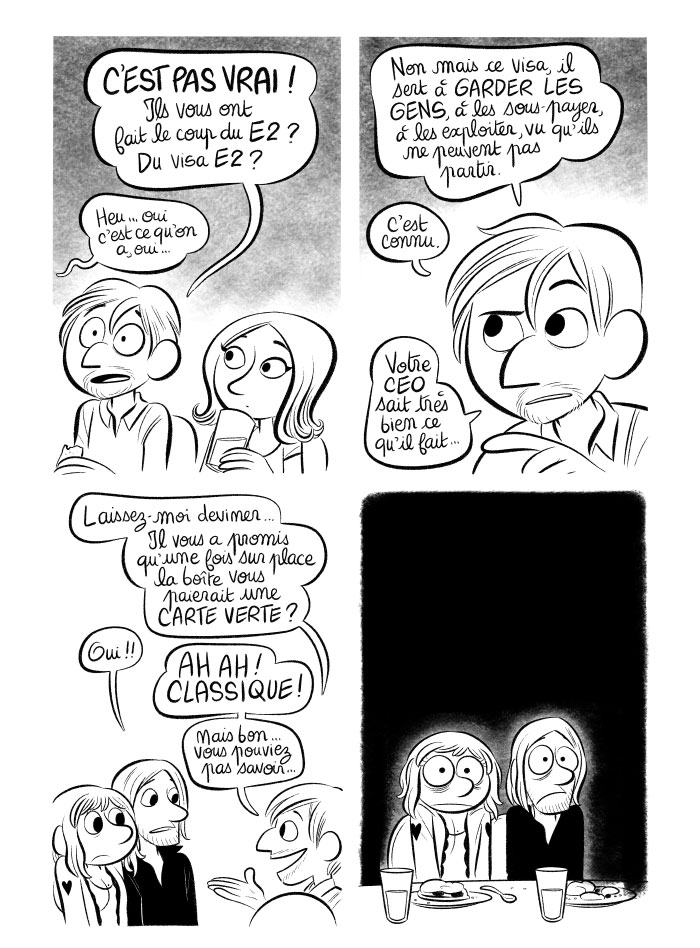 C'EST PAS VRAI !
Ils vous ont
fait le coup du E2 ?
Du visa E2 ?
Heu... oui
c'est ce qu'on
a, oui...
Non mais ce visa, il
sert à GARDER LES
GENS, à les sous-payer,
à les exploiter, vu qu'ils
ne peuvent pas
partir.
C'est
connu.
Votre
CEO
sait très
bien ce
qu'il fait...
Laissez-moi deviner...
Il vous a promis
qu'une fois sur place
la boîte vous
paierait une
CARTE VERTE ?
Oui !!
AH AH !
CLASSIQUE !
Mais bon...
vous pouviez
pas savoir...